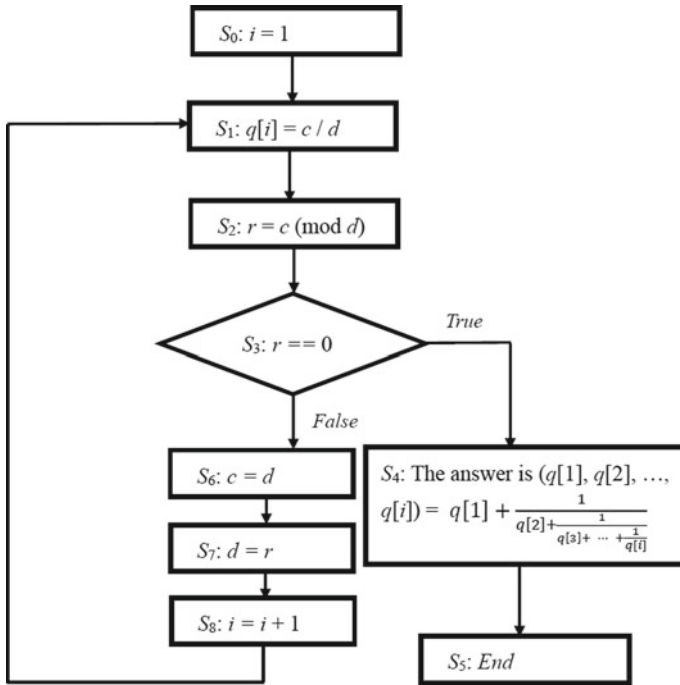 S₀: i = 1
S₁: q[i] = c / d
S₂: r = c (mod d)
S₃: r == 0
True
False
S₆: c = d
S₇: d = r
S₈: i = i + 1
S₄: The answer is (q[1], q[2], …,
q[i]) = q[1] + 1/(q[2]+1/(q[3]+ ⋯ +1/q[i]))
S₅: End